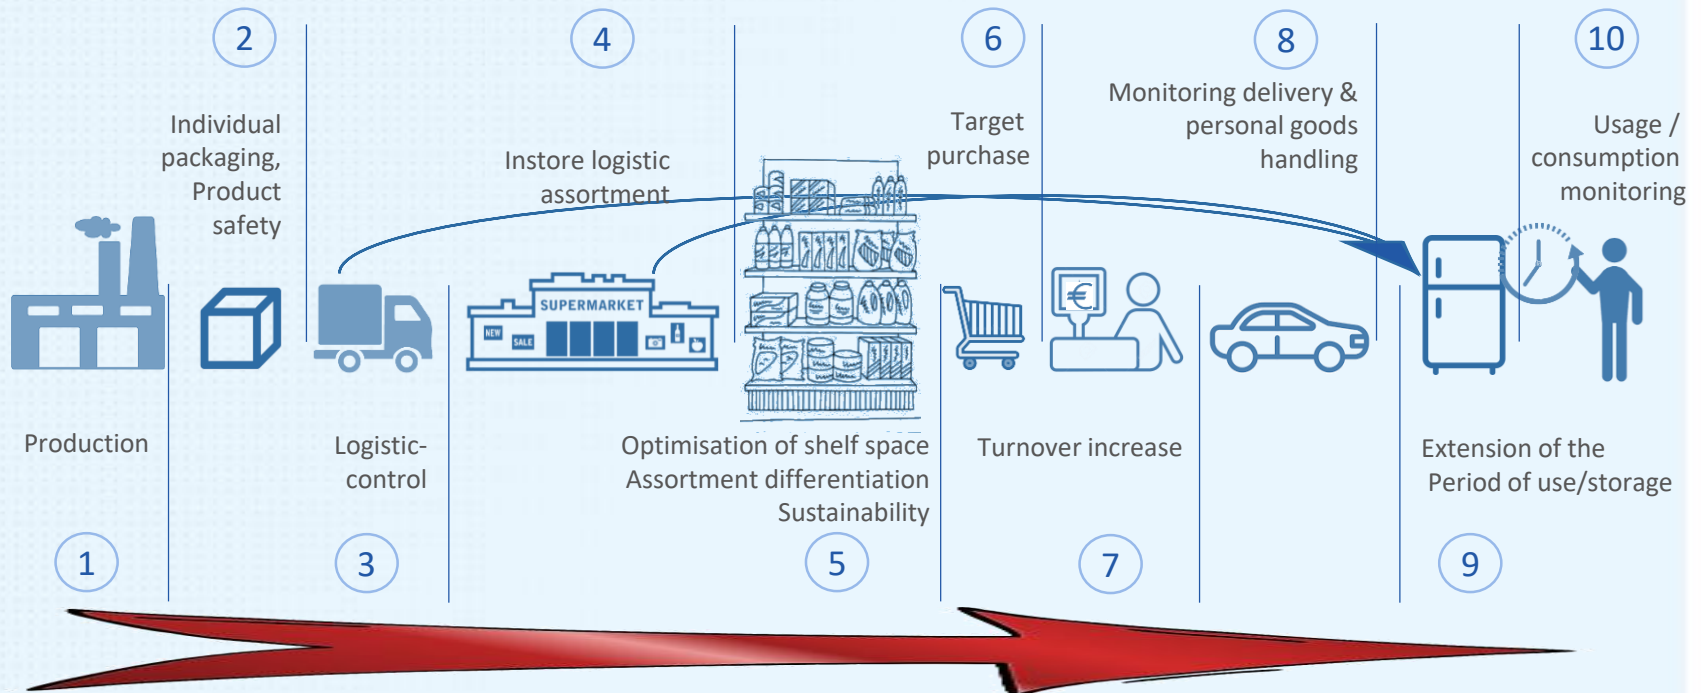 2
4
6
8
10
Individual
packaging,
Product
safety
Instore logistic
assortment
Target
purchase
Monitoring delivery &
personal goods
handling
Usage /
consumption
monitoring
SUPERMARKET
NEW
SALE
€
Production
Logistic-
control
Optimisation of shelf space
Assortment differentiation
Sustainability
Turnover increase
Extension of the
Period of use/storage
1
3
5
7
9